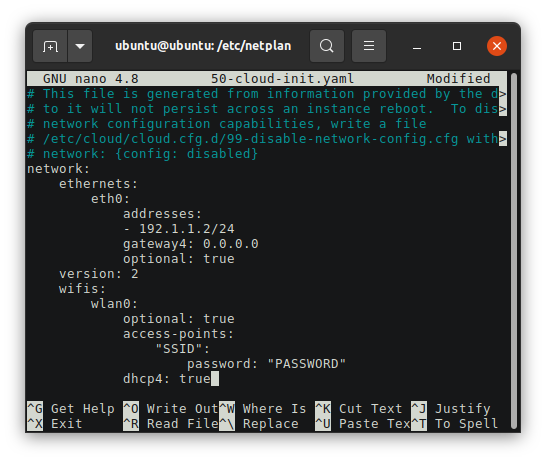 ubuntu@ubuntu: /etc/netplan
GNU nano 4.8 50-cloud-init.yaml Modified
# This file is generated from information provided by the d>
# to it will not persist across an instance reboot.  To dis>
# network configuration capabilities, write a file
# /etc/cloud/cloud.cfg.d/99-disable-network-config.cfg with>
# network: {config: disabled}
network:
    ethernets:
        eth0:
            addresses:
            - 192.1.1.2/24
            gateway4: 0.0.0.0
            optional: true
    version: 2
    wifis:
        wlan0:
            optional: true
            access-points:
                "SSID":
                    password: "PASSWORD"
            dhcp4: true
^G Get Help ^O Write Out ^W Where Is ^K Cut Text ^J Justify
^X Exit ^R Read File ^\ Replace ^U Paste Tex ^T To Spell